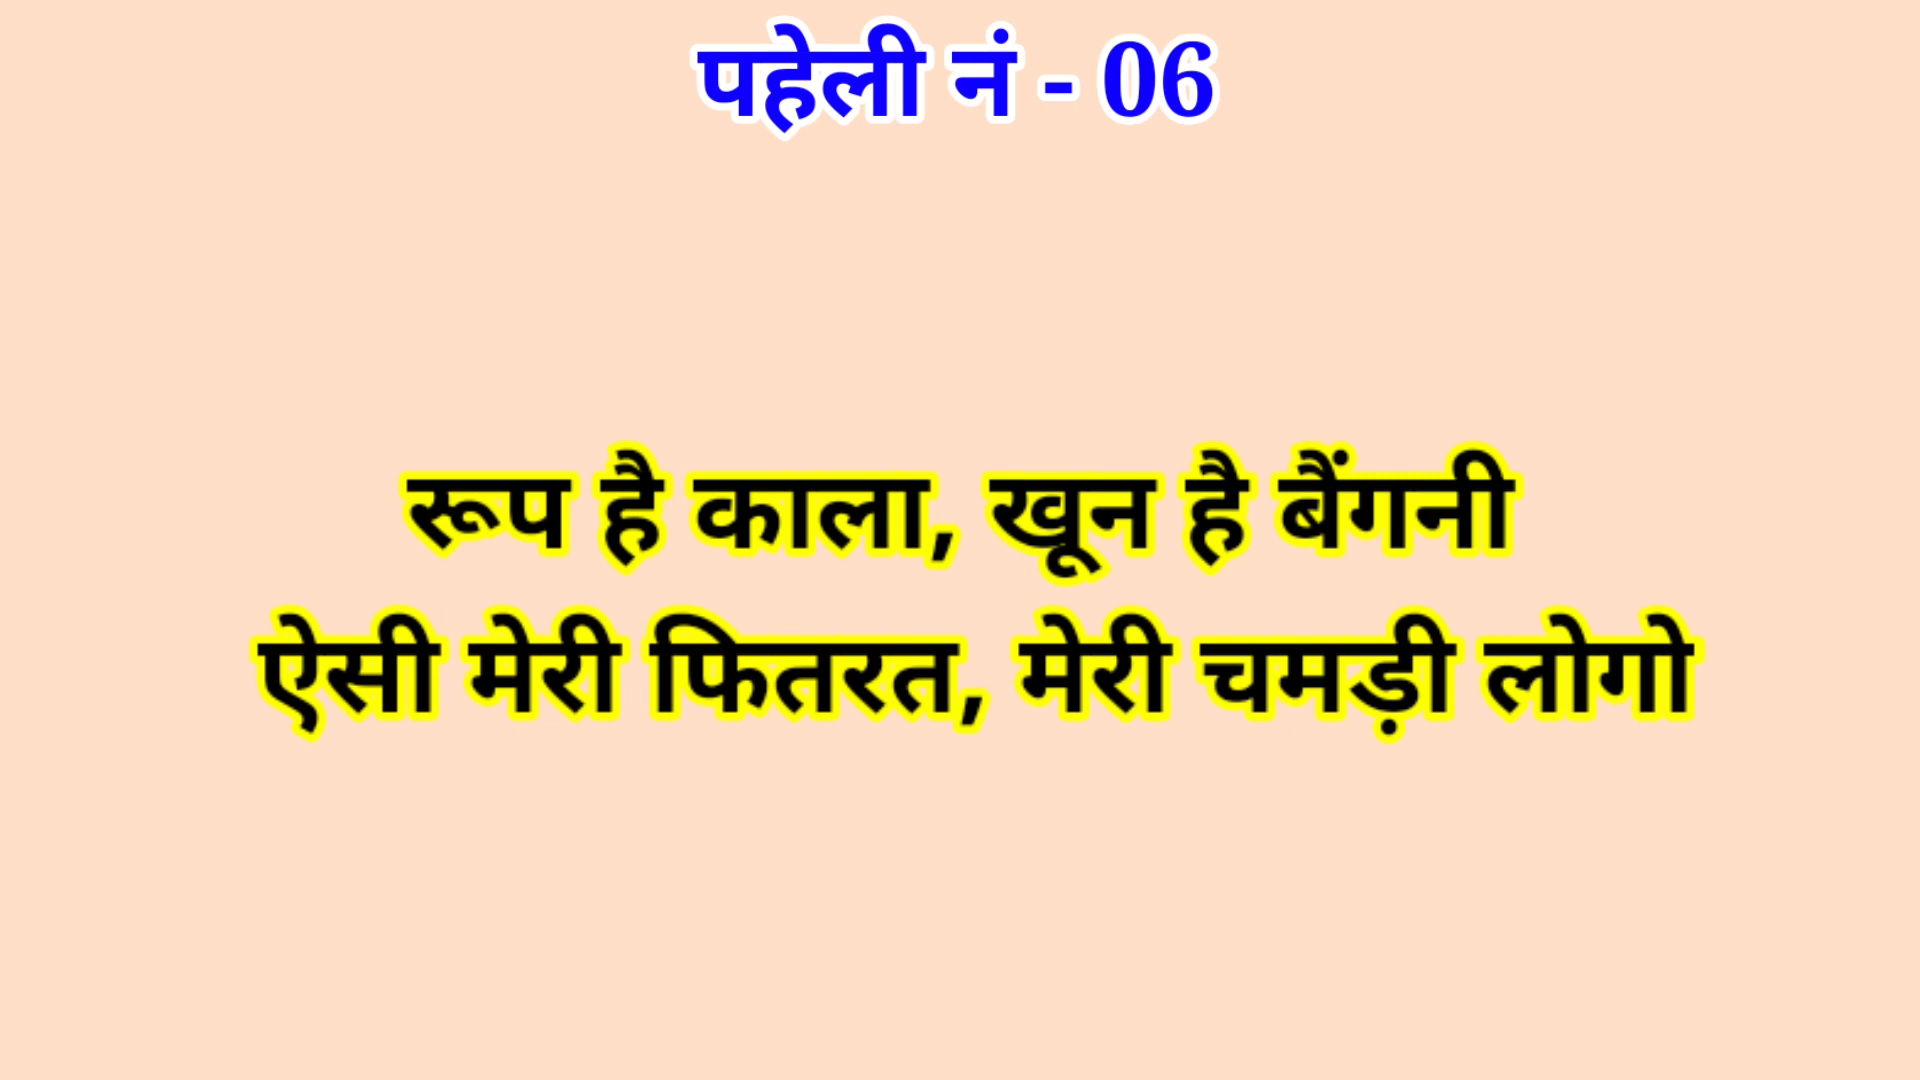 पहेली नं - 06
रूप है काला, खून है बैंगनी
ऐसी मेरी फितरत, मेरी चमड़ी लोगो